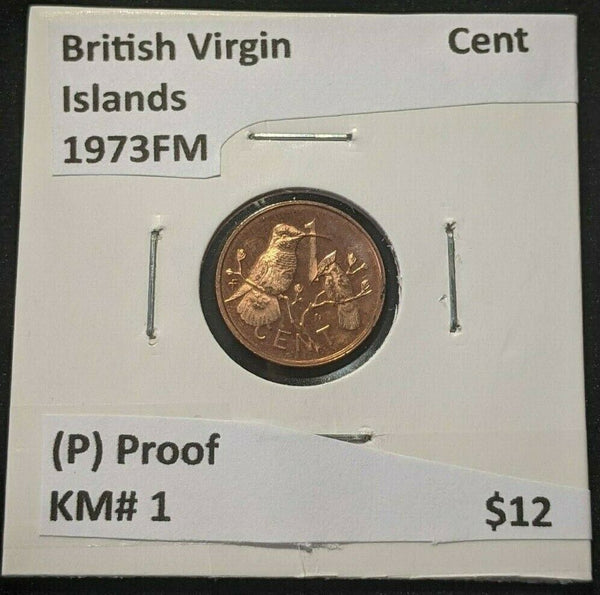 British Virgin Cent
Islands
1973FM
1
CENT
(P) Proof
KM# 1 $12